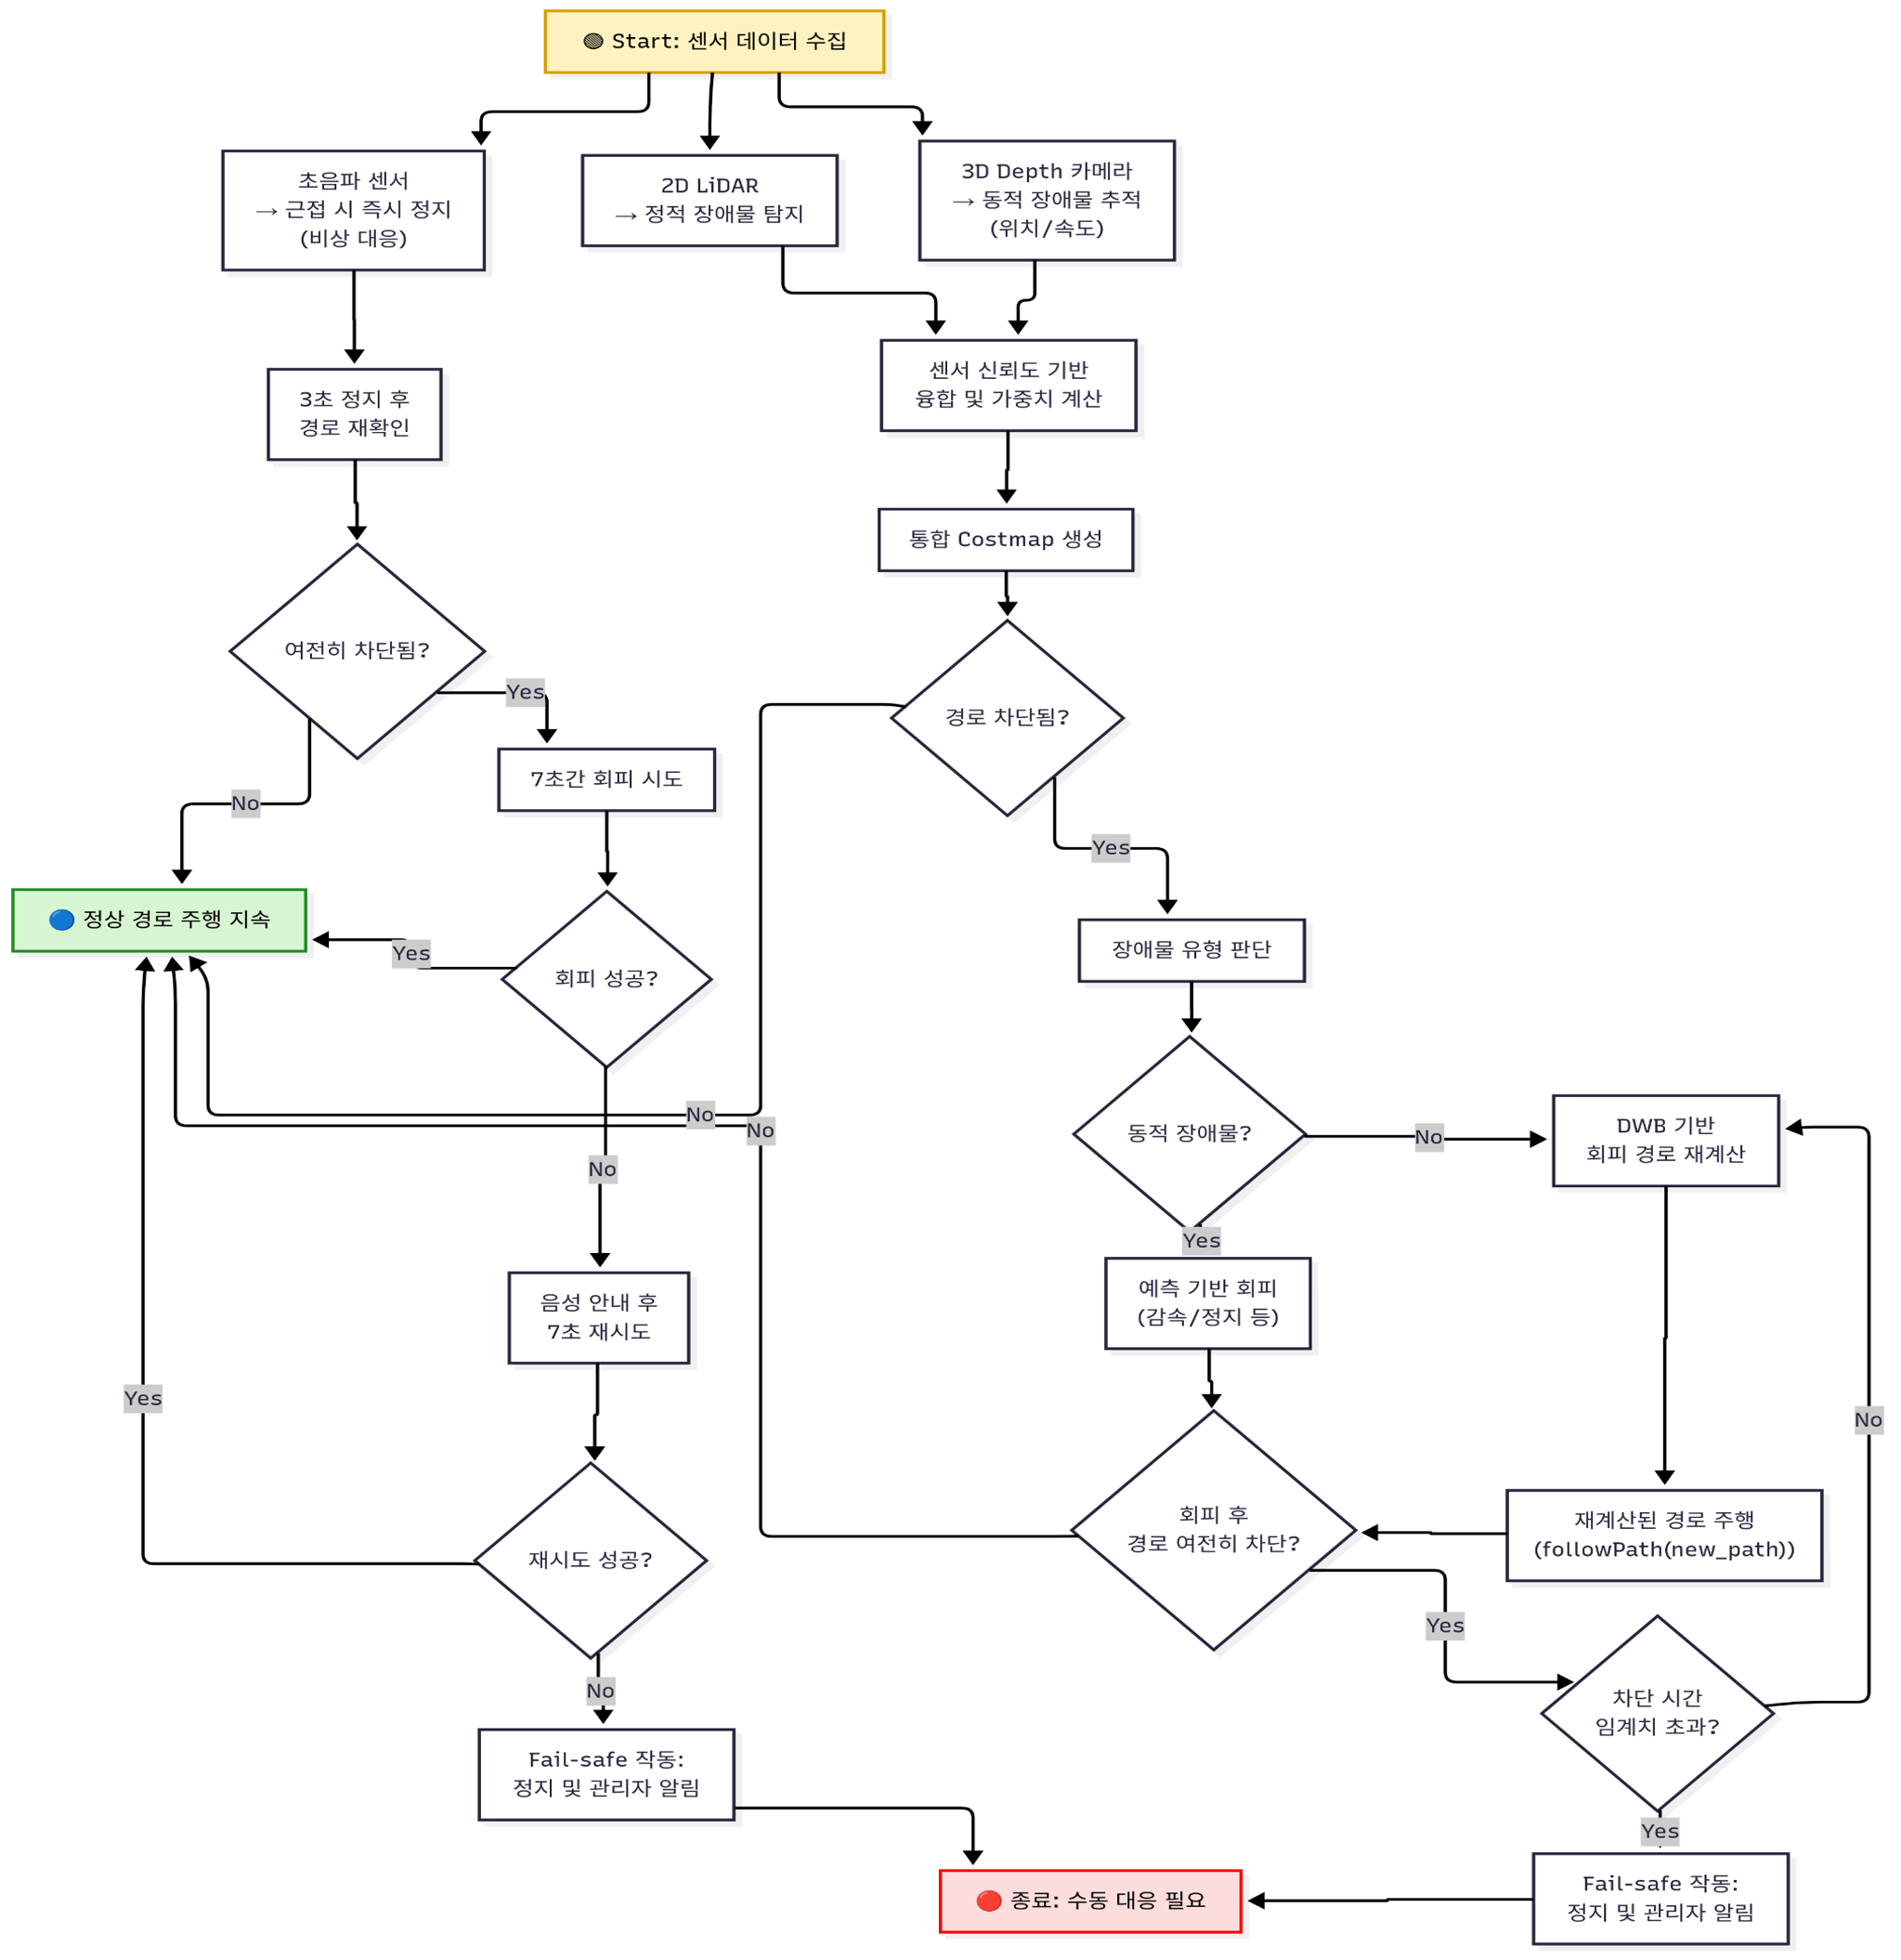 Start: 센서 데이터 수집
초음파 센서
→ 근접 시 즉시 정지
(비상 대응)
2D LiDAR
→ 정적 장애물 탐지
3D Depth 카메라
→ 동적 장애물 추적
(위치/속도)
센서 신뢰도 기반
융합 및 가중치 계산
3초 정지 후
경로 재확인
통합 Costmap 생성
여전히 차단됨?
Yes
경로 차단됨?
7초간 회피 시도
No
Yes
정상 경로 주행 지속
Yes
회피 성공?
장애물 유형 판단
No
No
동적 장애물?
No
DWB 기반
회피 경로 재계산
No
Yes
음성 안내 후
7초 재시도
예측 기반 회피
(감속/정지 등)
Yes
No
회피 후
경로 여전히 차단?
재계산된 경로 주행
(followPath(new_path))
재시도 성공?
Yes
No
차단 시간
임계치 초과?
Fail-safe 작동:
정지 및 관리자 알림
Yes
종료: 수동 대응 필요
Fail-safe 작동:
정지 및 관리자 알림